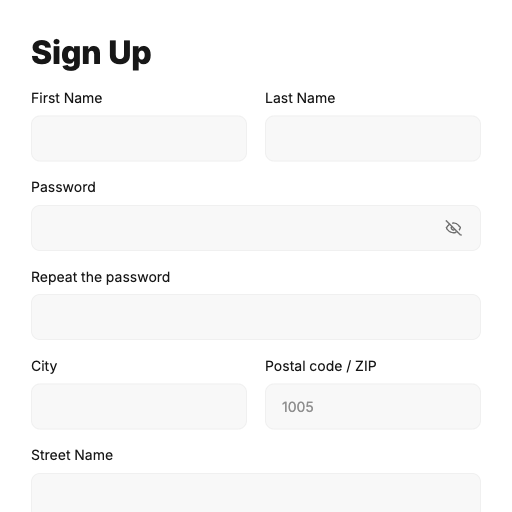 Sign Up
First Name Last Name
Password
Repeat the password
City Postal code / ZIP
1005
Street Name